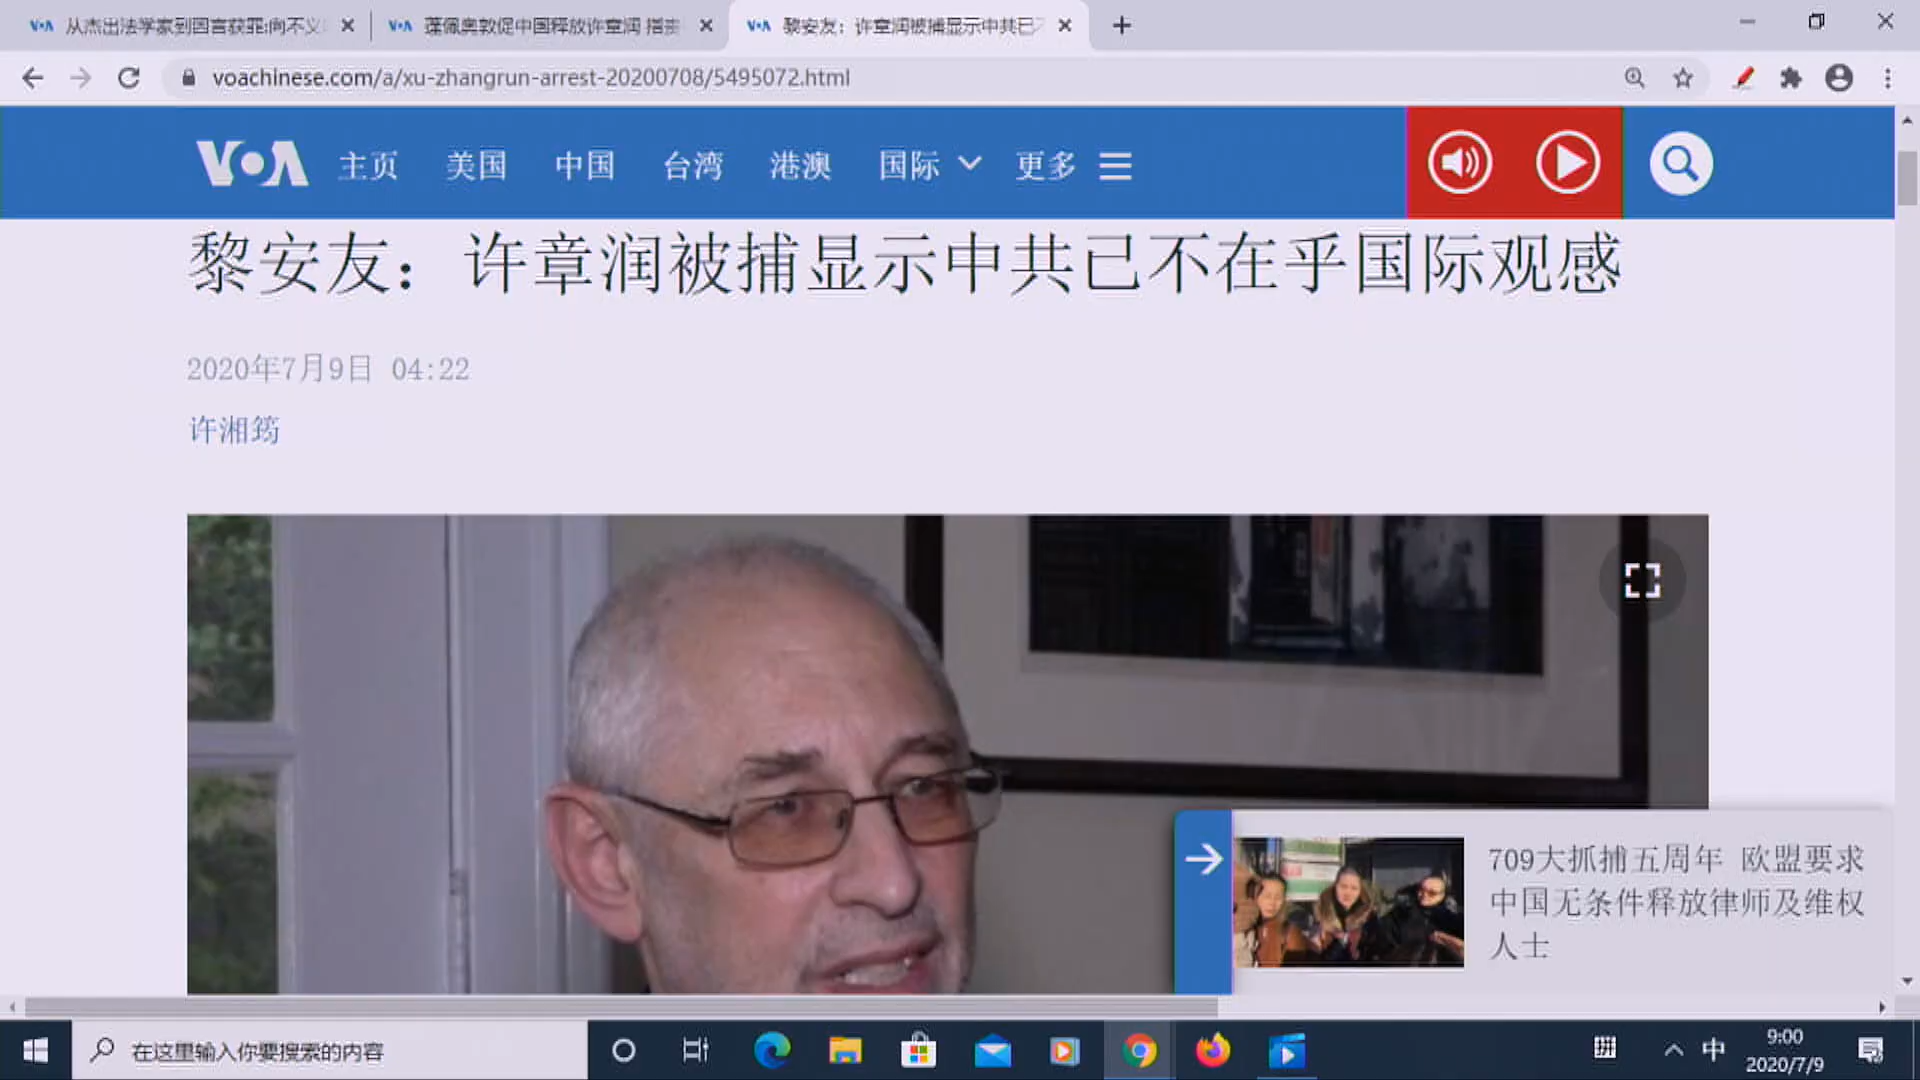 从杰出法学家到因言获罪:向不义
蓬佩奥敦促中国释放许章润 指责
黎安友：许章润被捕显示中共已不
voachinese.com/a/xu-zhangrun-arrest-20200708/5495072.html
VOA 主页 美国 中国 台湾 港澳 国际 更多
黎安友：许章润被捕显示中共已不在乎国际观感
2020年7月9日 04:22
许湘筠
709大抓捕五周年 欧盟要求
中国无条件释放律师及维权
人士
在这里输入你要搜索的内容
拼
中
9:00
2020/7/9